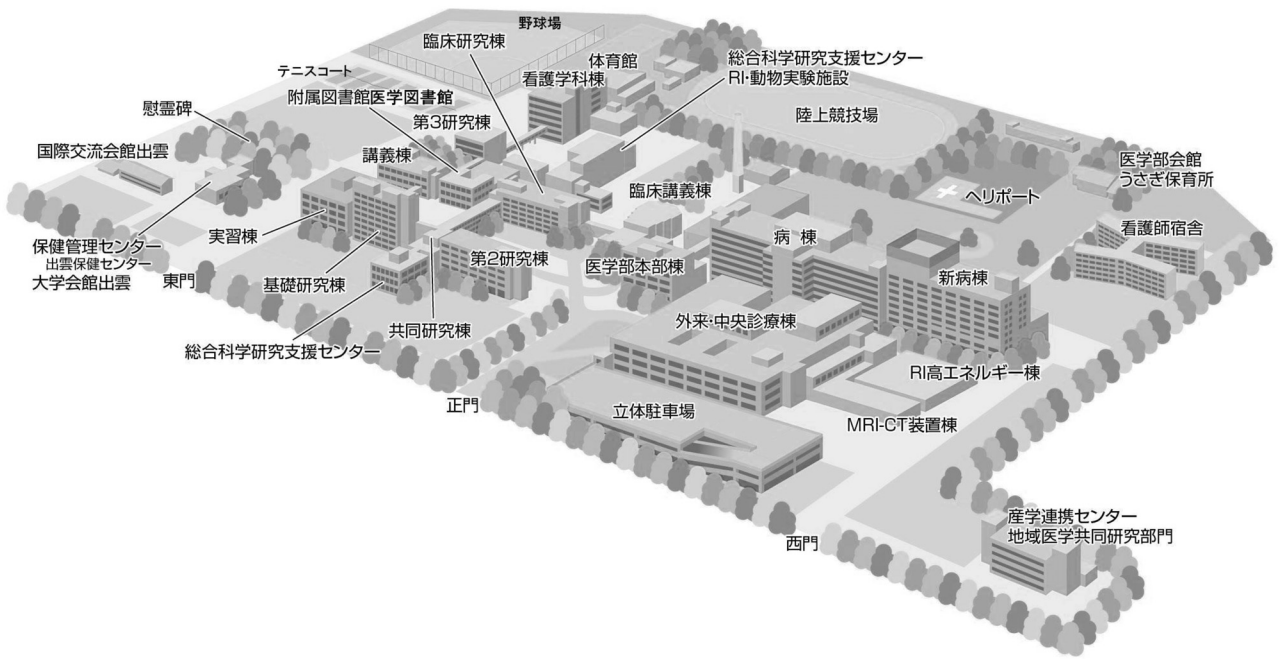 野球場
臨床研究棟
体育館
看護学科棟
総合科学研究支援センター
RI・動物実験施設
テニスコート
附属図書館医学図書館
慰霊碑
第3研究棟
陸上競技場
国際交流会館出雲
講義棟
医学部会館
うさぎ保育所
臨床講義棟
ヘリポート
看護師宿舎
実習棟
病棟
保健管理センター
出雲保健センター
大学会館出雲
東門
基礎研究棟
第2研究棟
医学部本部棟
新病棟
共同研究棟
外来・中央診療棟
総合科学研究支援センター
RI高エネルギー棟
正門
立体駐車場
MRI-CT装置棟
産学連携センター
地域医学共同研究部門
西門